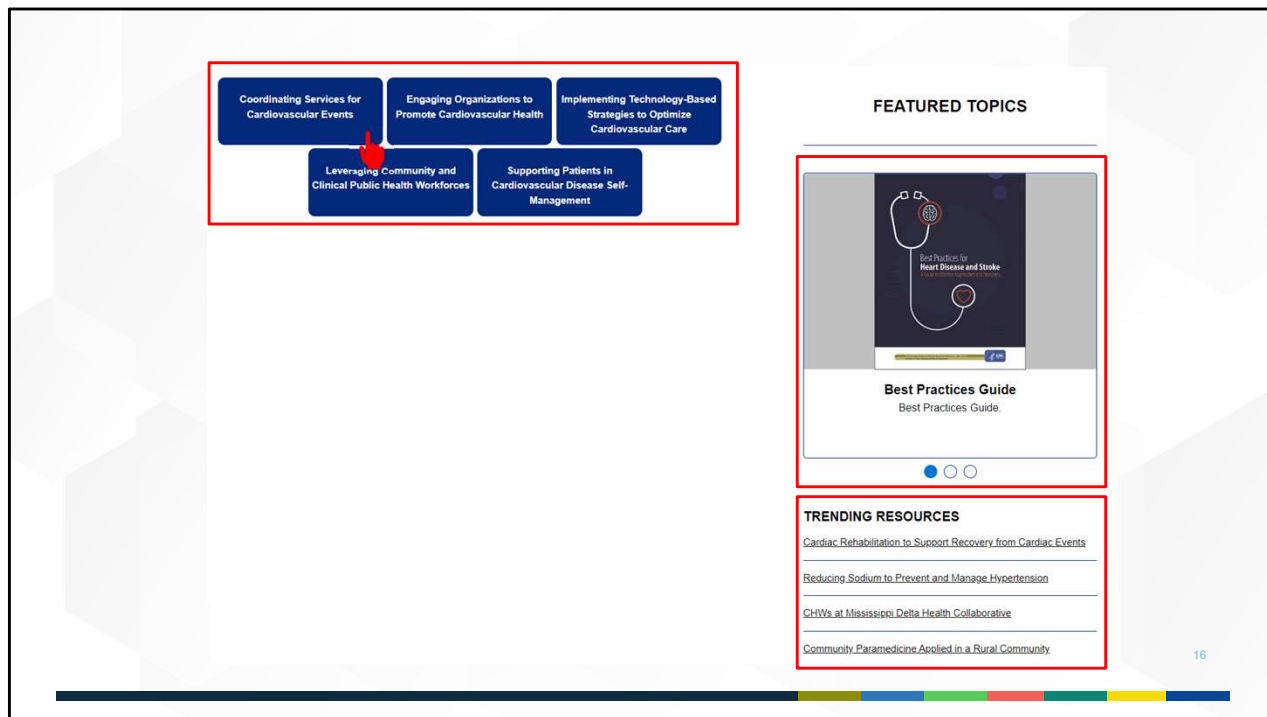 Coordinating Services for
Cardiovascular Events
Engaging Organizations to
Promote Cardiovascular Health
Implementing Technology-Based
Strategies to Optimize
Cardiovascular Care
Leveraging Community and
Clinical Public Health Workforces
Supporting Patients in
Cardiovascular Disease Self-
Management
FEATURED TOPICS
Best Practices for
Heart Disease and Stroke
Best Practices Guide
Best Practices Guide.
TRENDING RESOURCES
Cardiac Rehabilitation to Support Recovery from Cardiac Events
Reducing Sodium to Prevent and Manage Hypertension
CHWs at Mississippi Delta Health Collaborative
Community Paramedicine Applied in a Rural Community
16